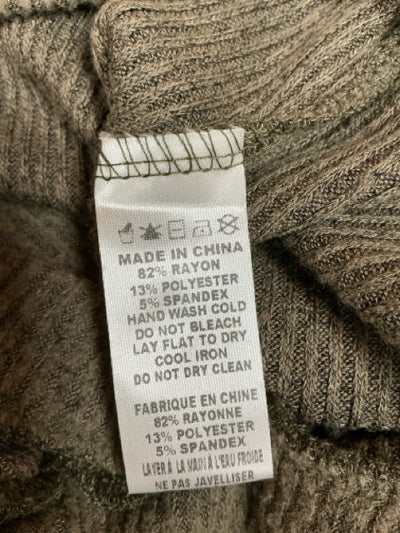 MADE IN CHINA
82% RAYON
13% POLYESTER
5% SPANDEX
HAND WASH COLD
DO NOT BLEACH
LAY FLAT TO DRY
COOL IRON
DO NOT DRY CLEAN
FABRIQUE EN CHINE
82% RAYONNE
13% POLYESTER
5% SPANDEX
LAVER À LA MAIN À L'EAU FROIDE
NE PAS JAVELLISER